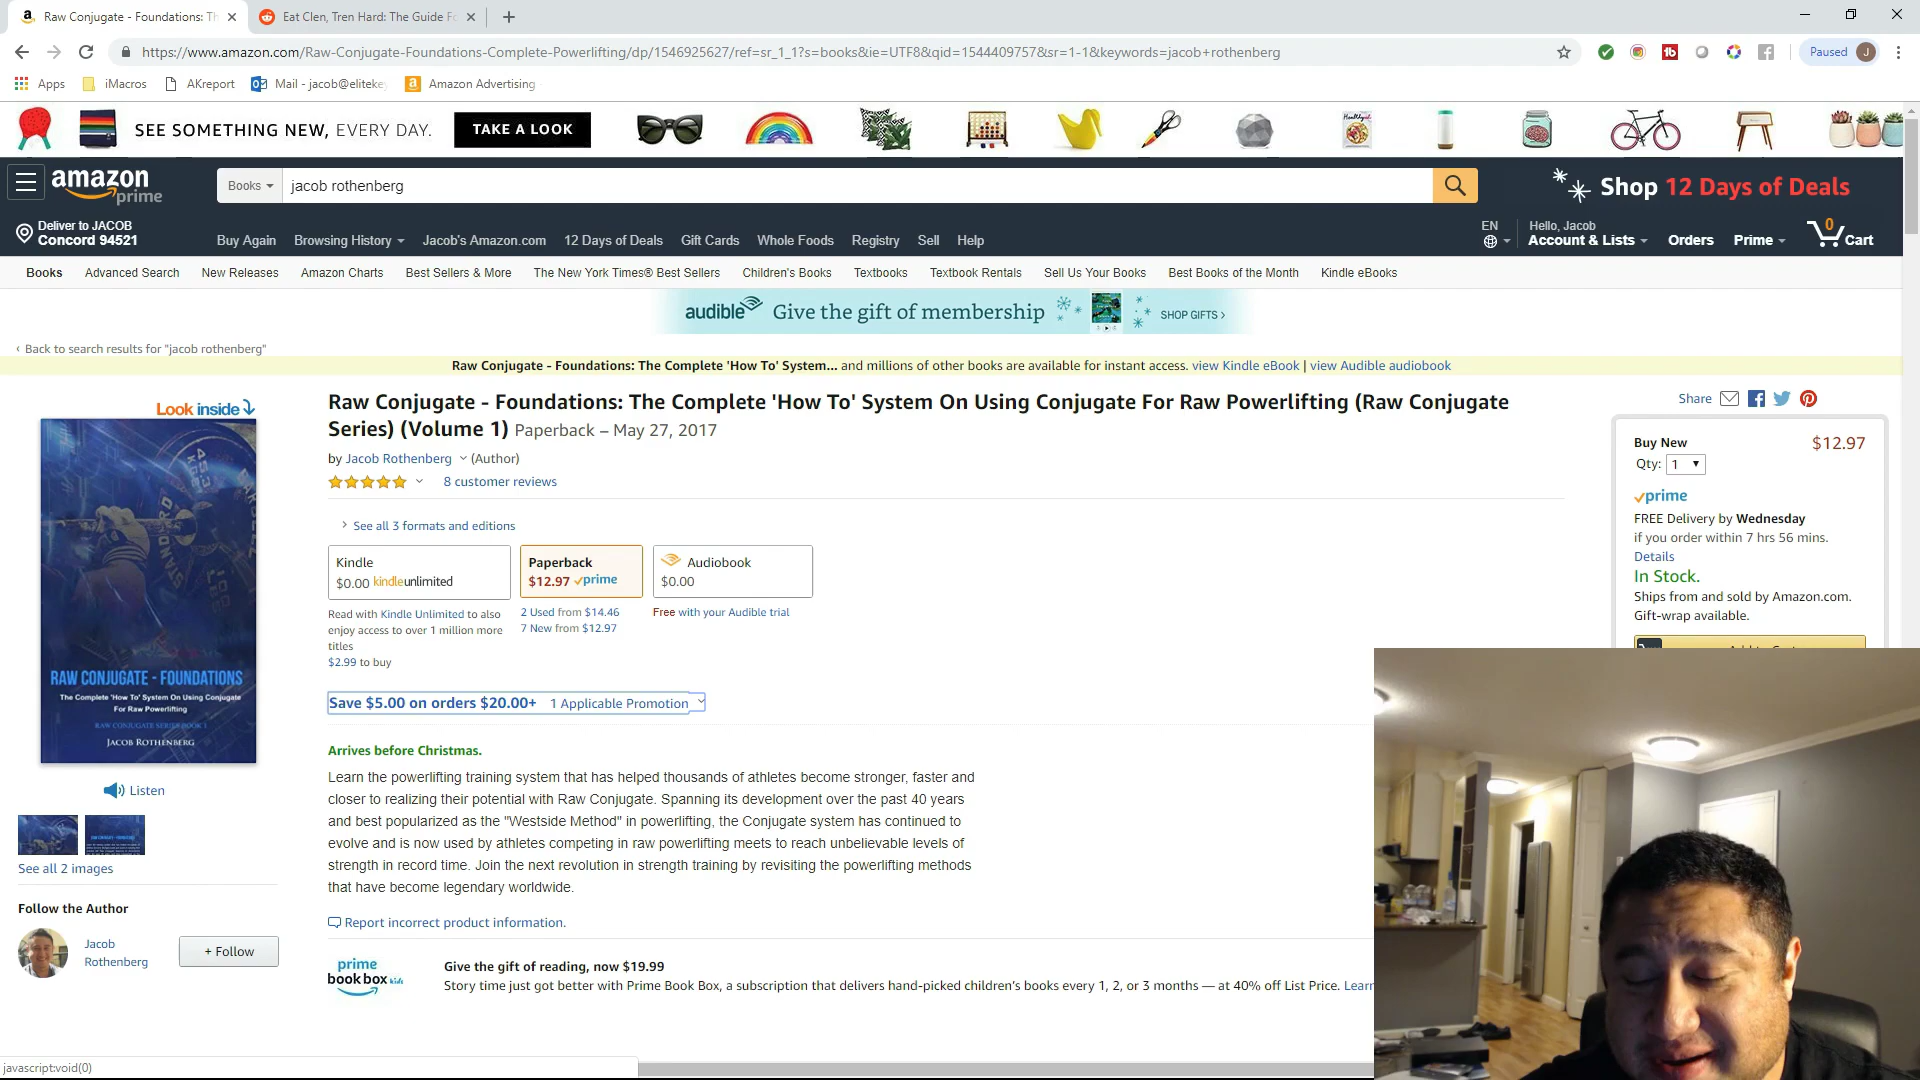 Raw Conjugate - Foundations: Th
Eat Clen, Tren Hard: The Guide Fo
https://www.amazon.com/Raw-Conjugate-Foundations-Complete-Powerlifting/dp/1546925627/ref=sr_1_1?s=books&ie=UTF8&qid=1544409757&sr=1-1&keywords=jacob+rothenberg
Paused J
Apps iMacros AKreport Mail - jacob@eliteke Amazon Advertising
SEE SOMETHING NEW, EVERY DAY. TAKE A LOOK
amazon prime
Books jacob rothenberg
Shop 12 Days of Deals
Deliver to JACOB
Concord 94521
Buy Again Browsing History Jacob's Amazon.com 12 Days of Deals Gift Cards Whole Foods Registry Sell Help
EN
Hello, Jacob
Account & Lists Orders Prime 0 Cart
Books Advanced Search New Releases Amazon Charts Best Sellers & More The New York Times® Best Sellers Children's Books Textbooks Textbook Rentals Sell Us Your Books Best Books of the Month Kindle eBooks
audible Give the gift of membership SHOP GIFTS ›
‹ Back to search results for "jacob rothenberg"
Raw Conjugate - Foundations: The Complete 'How To' System... and millions of other books are available for instant access. view Kindle eBook | view Audible audiobook
Look inside
Raw Conjugate - Foundations: The Complete 'How To' System On Using Conjugate For Raw Powerlifting (Raw Conjugate
Series) (Volume 1) Paperback – May 27, 2017
by Jacob Rothenberg (Author)
8 customer reviews
See all 3 formats and editions
Kindle
$0.00 kindleunlimited
Paperback
$12.97 prime
Audiobook
$0.00
Read with Kindle Unlimited to also
enjoy access to over 1 million more
titles
$2.99 to buy
2 Used from $14.46
7 New from $12.97
Free with your Audible trial
Save $5.00 on orders $20.00+ 1 Applicable Promotion
Arrives before Christmas.
Learn the powerlifting training system that has helped thousands of athletes become stronger, faster and
closer to realizing their potential with Raw Conjugate. Spanning its development over the past 40 years
and best popularized as the "Westside Method" in powerlifting, the Conjugate system has continued to
evolve and is now used by athletes competing in raw powerlifting meets to reach unbelievable levels of
strength in record time. Join the next revolution in strength training by revisiting the powerlifting methods
that have become legendary worldwide.
Report incorrect product information.
prime
book box kids
Give the gift of reading, now $19.99
Story time just got better with Prime Book Box, a subscription that delivers hand-picked children's books every 1, 2, or 3 months — at 40% off List Price. Learn
RAW CONJUGATE - FOUNDATIONS
The Complete 'How To' System On Using Conjugate
For Raw Powerlifting
RAW CONJUGATE SERIES BOOK 1
JACOB ROTHENBERG
Listen
See all 2 images
Follow the Author
Jacob
Rothenberg
+ Follow
Share
Buy New $12.97
Qty: 1
prime
FREE Delivery by Wednesday
if you order within 7 hrs 56 mins.
Details
In Stock.
Ships from and sold by Amazon.com.
Gift-wrap available.
javascript:void(0)